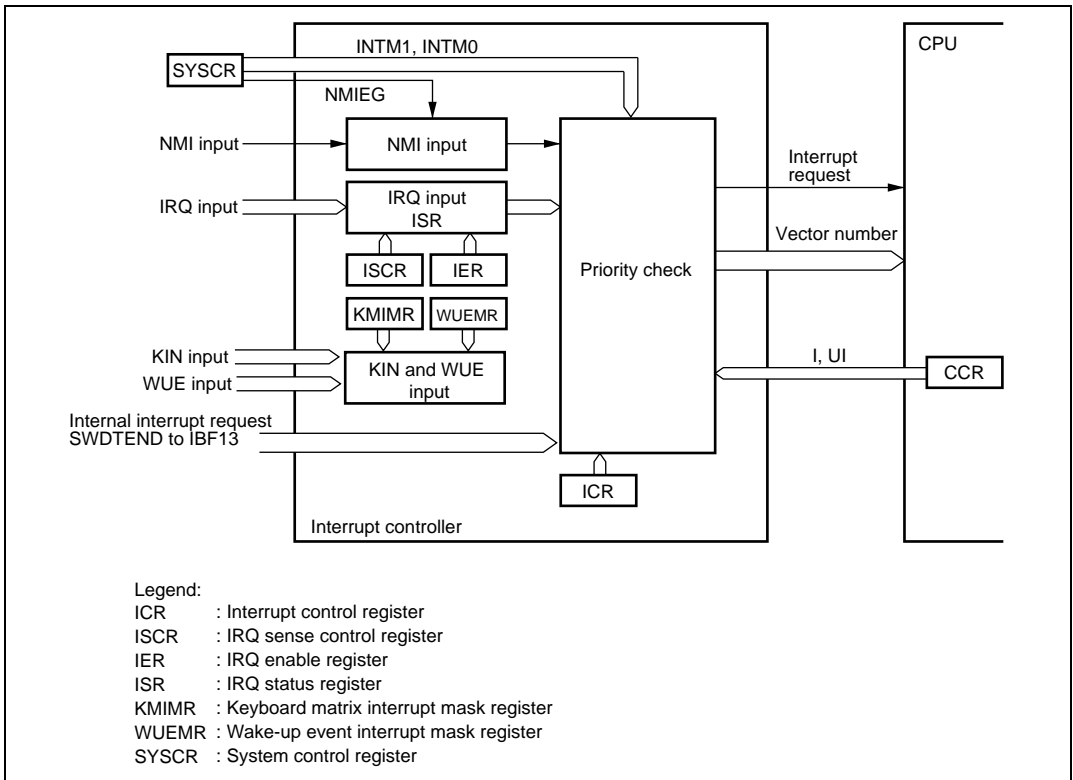 INTM1, INTM0
CPU
SYSCR
NMIEG
NMI input
NMI input
Interrupt
request
IRQ input
IRQ input
ISR
Vector number
ISCR
IER
Priority check
KMIMR
WUEMR
KIN input
WUE input
KIN and WUE
input
I, UI
CCR
Internal interrupt request
SWDTEND to IBF13
ICR
Interrupt controller
Legend:
ICR : Interrupt control register
ISCR : IRQ sense control register
IER : IRQ enable register
ISR : IRQ status register
KMIMR : Keyboard matrix interrupt mask register
WUEMR : Wake-up event interrupt mask register
SYSCR : System control register